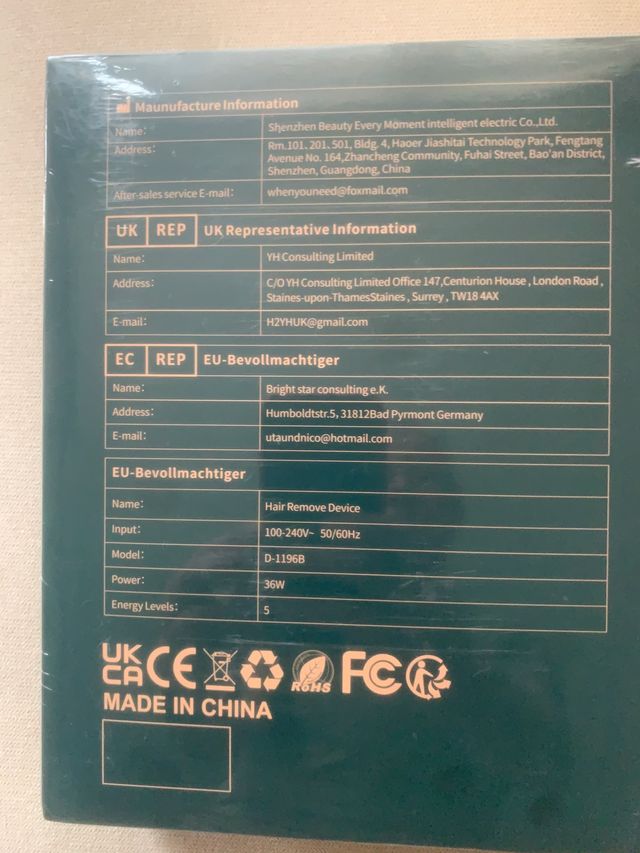 Maunufacture Information
Name: Shenzhen Beauty Every Moment intelligent electric Co.,Ltd.
Address: Rm.101. 201, 501, Bldg. 4, Haoer Jiashitai Technology Park, Fengtang
Avenue No. 164,Zhancheng Community, Fuhai Street, Bao'an District,
Shenzhen, Guangdong, China
After-sales service E-mail: whenyouneed@foxmail.com
UK REP UK Representative Information
Name: YH Consulting Limited
Address: C/O YH Consulting Limited Office 147,Centurion House , London Road ,
Staines-upon-ThamesStaines , Surrey , TW18 4AX
E-mail: H2YHUK@gmail.com
EC REP EU-Bevollmachtiger
Name: Bright star consulting e.K.
Address: Humboldtstr.5, 31812Bad Pyrmont Germany
E-mail: utaundnico@hotmail.com
EU-Bevollmachtiger
Name: Hair Remove Device
Input: 100-240V~ 50/60Hz
Model: D-1196B
Power: 36W
Energy Levels: 5
UK
CA CE RoHS FC
MADE IN CHINA